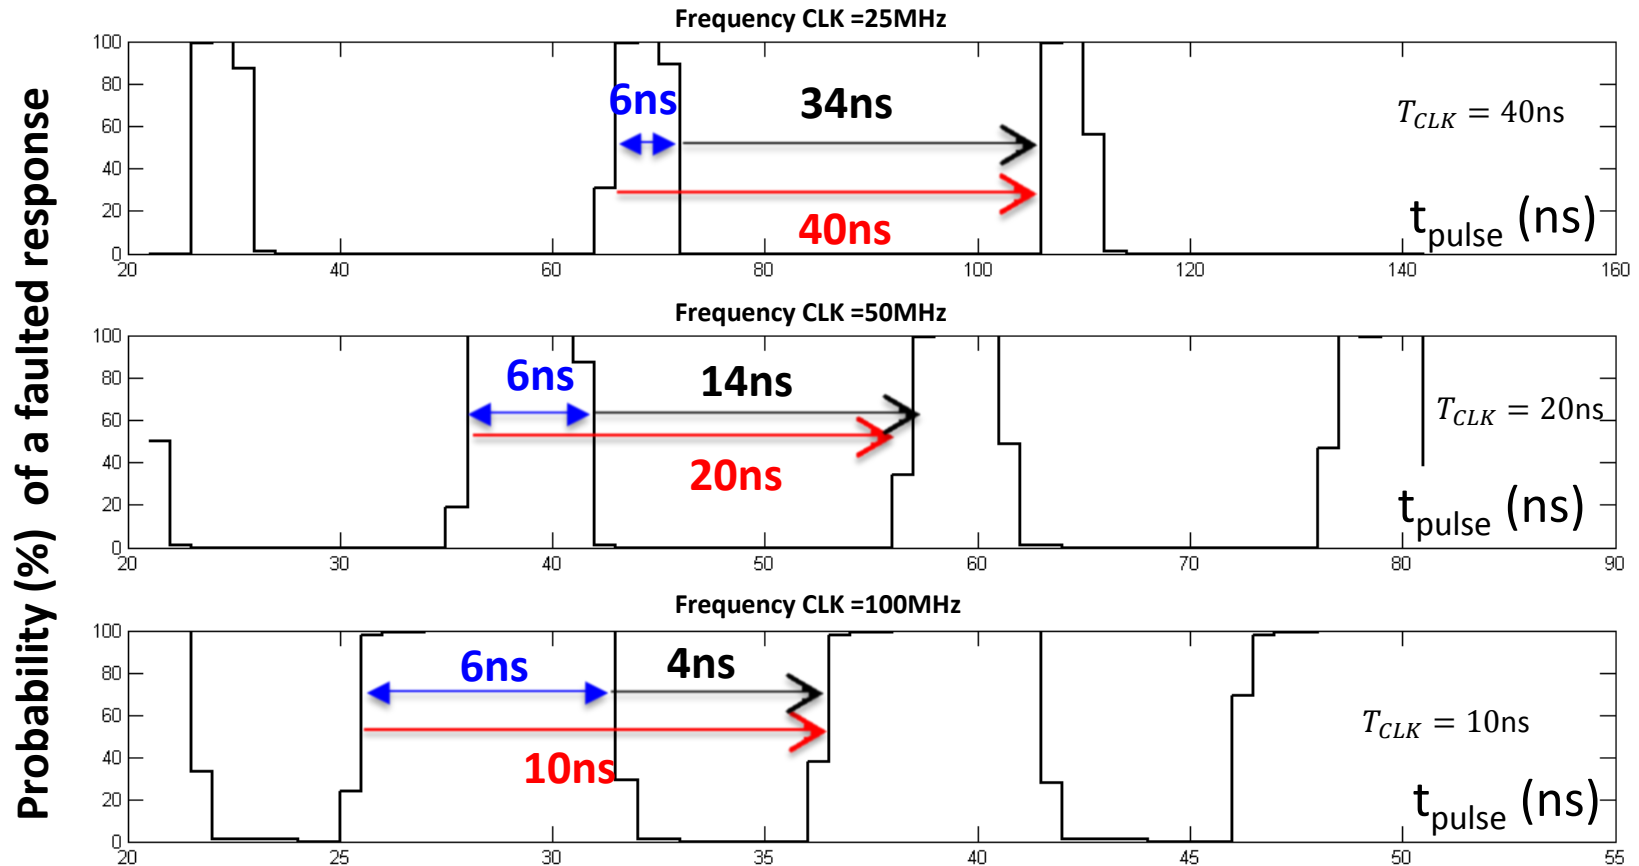 Probability (%) of a faulted response
Frequency CLK =25MHz
100
80
60
40
20
0
6ns
34ns
40ns
T_CLK = 40ns
t_pulse (ns)
20 40 60 80 100 120 140 160
Frequency CLK =50MHz
100
80
60
40
20
0
6ns
14ns
20ns
T_CLK = 20ns
t_pulse (ns)
20 30 40 50 60 70 80 90
Frequency CLK =100MHz
100
80
60
40
20
0
6ns
4ns
10ns
T_CLK = 10ns
t_pulse (ns)
20 25 30 35 40 45 50 55